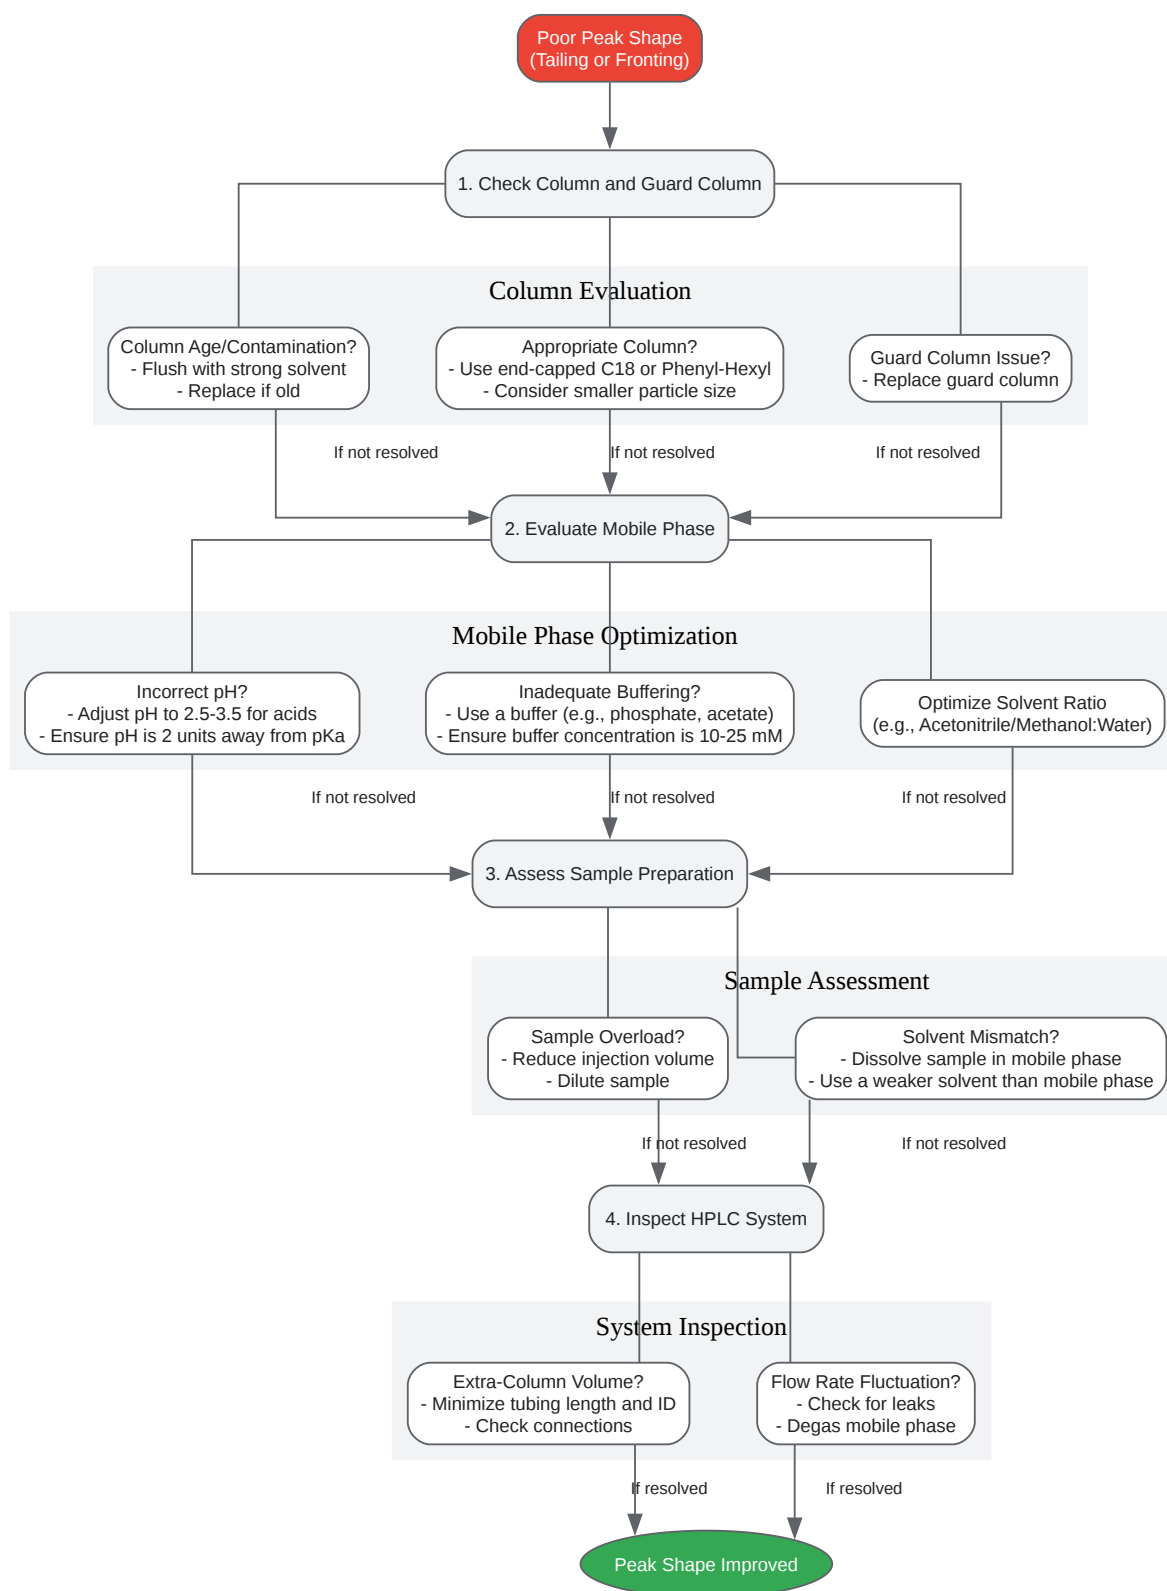 Poor Peak Shape
(Tailing or Fronting)
1. Check Column and Guard Column
Column Evaluation
Column Age/Contamination?
- Flush with strong solvent
- Replace if old
Appropriate Column?
- Use end-capped C18 or Phenyl-Hexyl
- Consider smaller particle size
Guard Column Issue?
- Replace guard column
If not resolved
If not resolved
If not resolved
2. Evaluate Mobile Phase
Mobile Phase Optimization
Incorrect pH?
- Adjust pH to 2.5-3.5 for acids
- Ensure pH is 2 units away from pKa
Inadequate Buffering?
- Use a buffer (e.g., phosphate, acetate)
- Ensure buffer concentration is 10-25 mM
Optimize Solvent Ratio
(e.g., Acetonitrile/Methanol:Water)
If not resolved
If not resolved
If not resolved
3. Assess Sample Preparation
Sample Assessment
Sample Overload?
- Reduce injection volume
- Dilute sample
Solvent Mismatch?
- Dissolve sample in mobile phase
- Use a weaker solvent than mobile phase
If not resolved
If not resolved
4. Inspect HPLC System
System Inspection
Extra-Column Volume?
- Minimize tubing length and ID
- Check connections
Flow Rate Fluctuation?
- Check for leaks
- Degas mobile phase
If resolved
If resolved
Peak Shape Improved